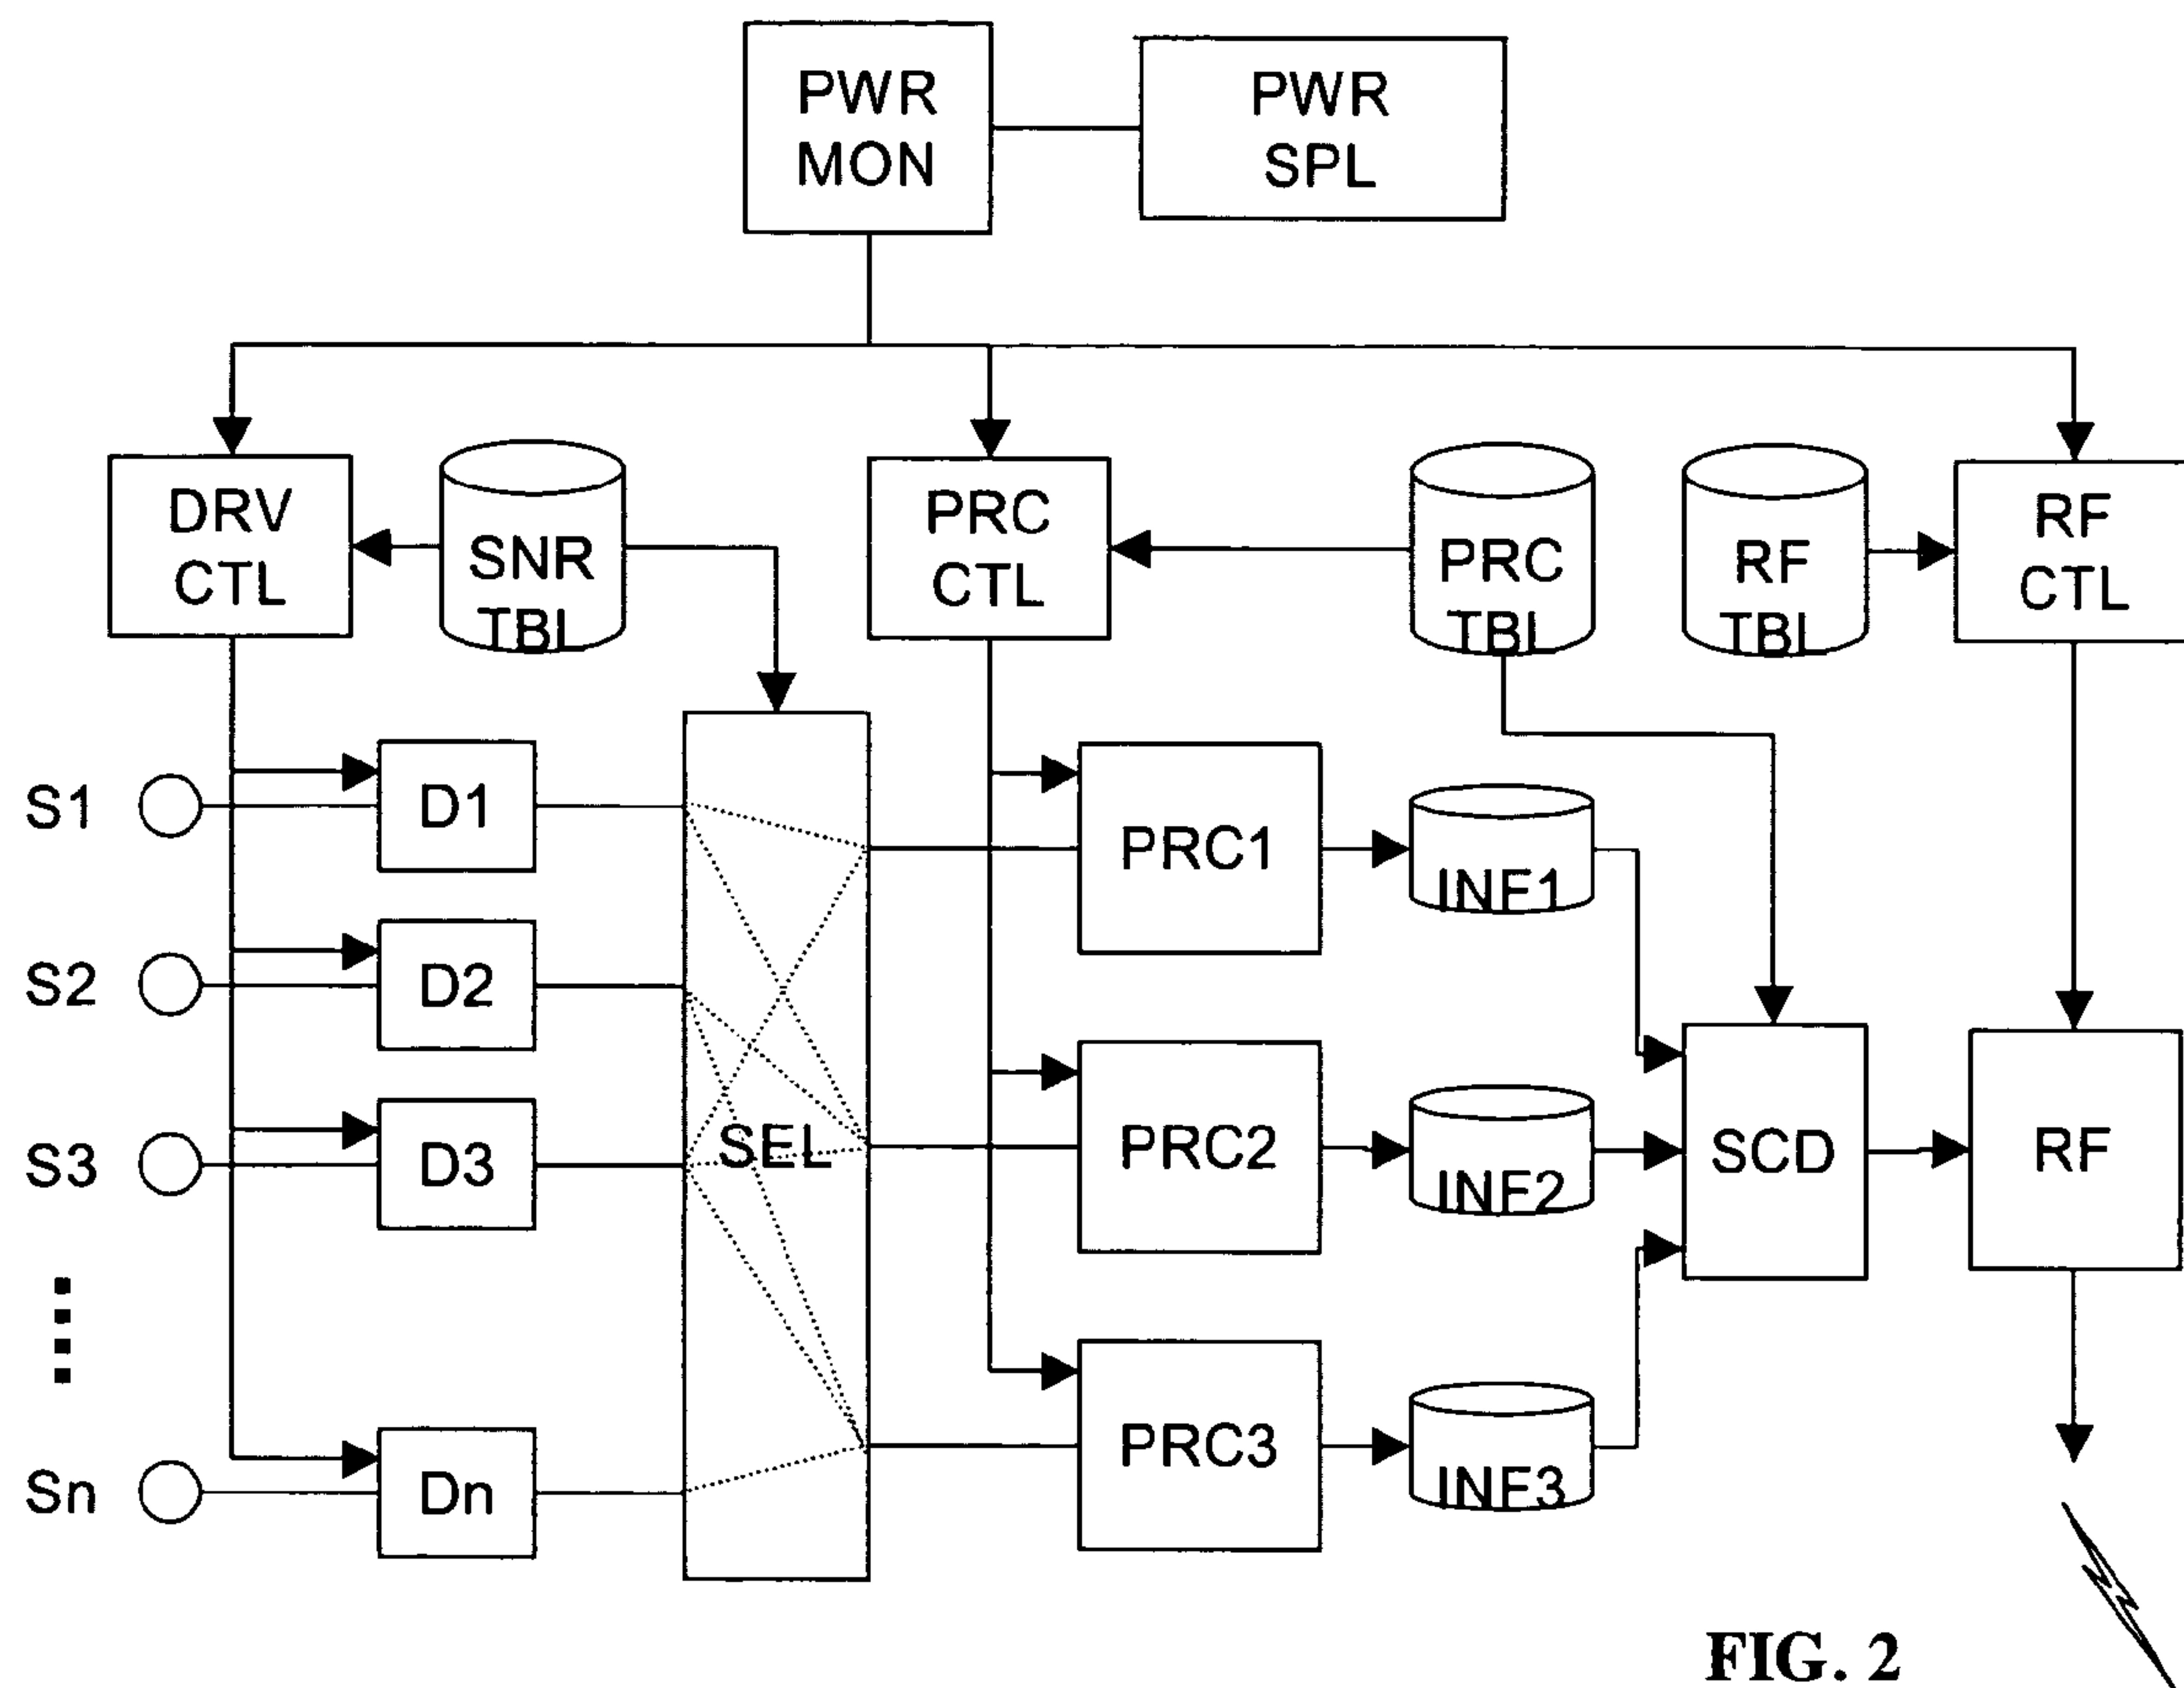 PWR
MON
PWR
SPL
DRV
CTL
SNR
TBL
PRC
CTL
PRC
TBL
RF
TBL
RF
CTL
S1
D1
PRC1
INF1
S2
D2
S3
D3
SEL
PRC2
INF2
SCD
RF
Sn
Dn
PRC3
INF3
FIG. 2